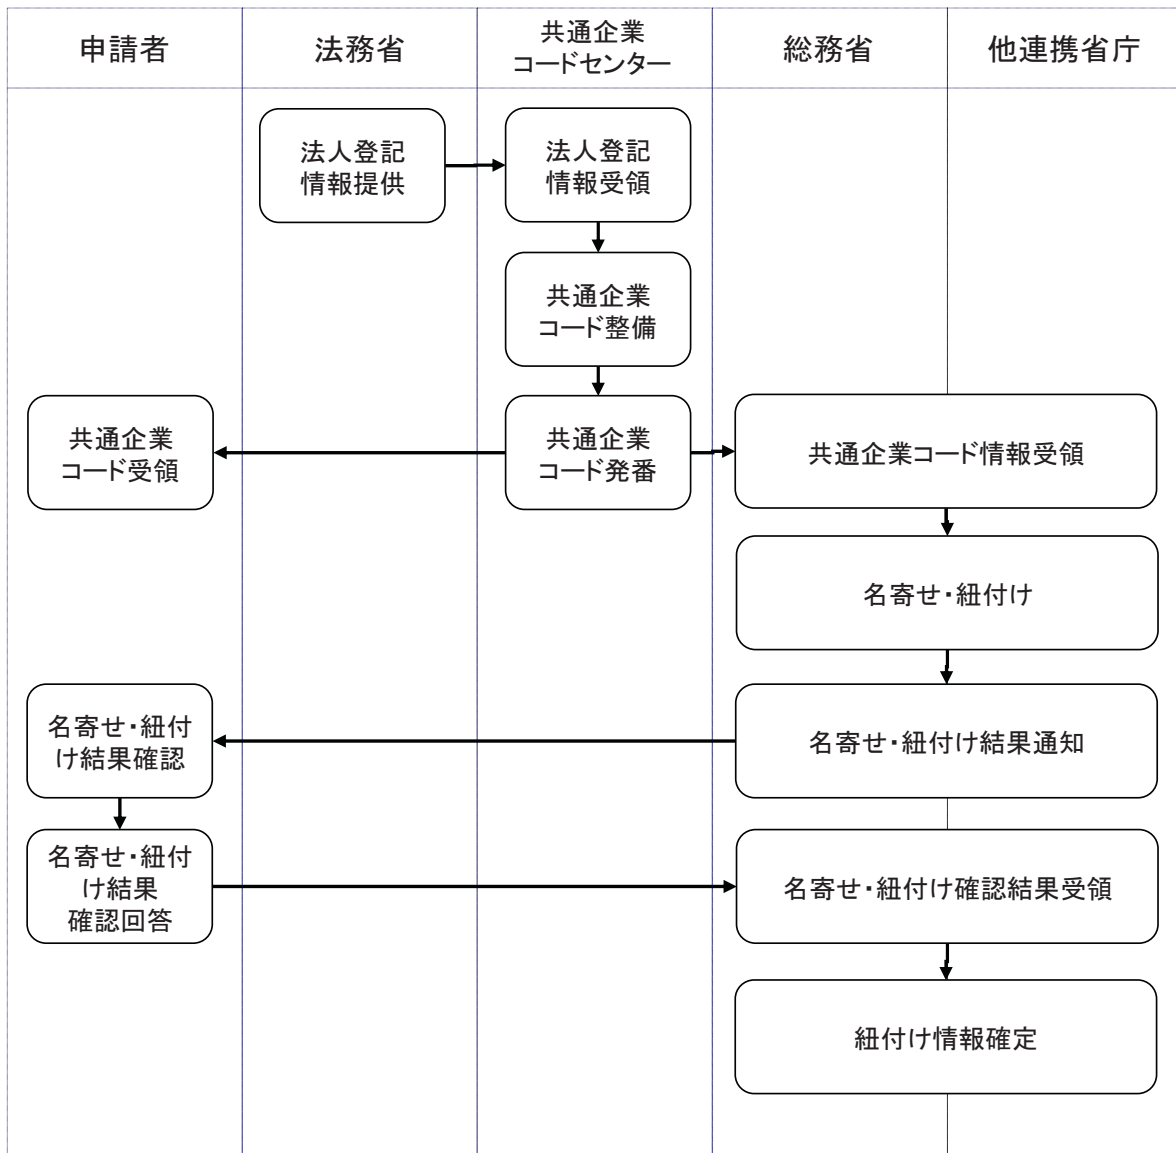 申請者
法務省
共通企業
コードセンター
総務省
他連携省庁
法人登記
情報提供
法人登記
情報受領
共通企業
コード整備
共通企業
コード受領
共通企業
コード発番
共通企業コード情報受領
名寄せ・紐付け
名寄せ・紐付
け結果確認
名寄せ・紐付け結果通知
名寄せ・紐付
け結果
確認回答
名寄せ・紐付け確認結果受領
紐付け情報確定